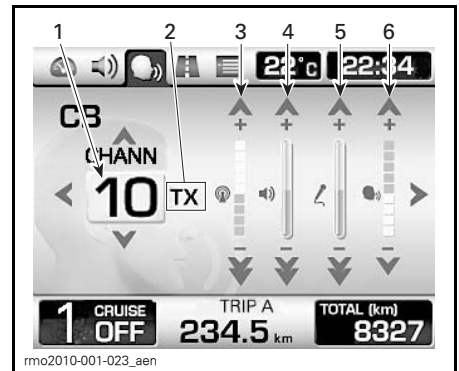 1 2 3 4 5 6
22°C 22:34
CB
CHANN
10 TX
+ + + +
- - - -
1 CRUISE OFF
TRIP A
234.5 km
TOTAL (km)
8327
rmo2010-001-023_aen